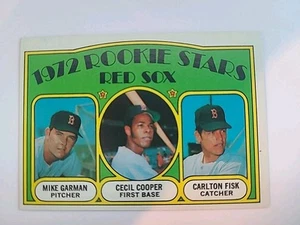 1972 ROOKIE STARS
RED SOX
B
B
MIKE GARMAN
PITCHER
CECIL COOPER
FIRST BASE
CARLTON FISK
CATCHER